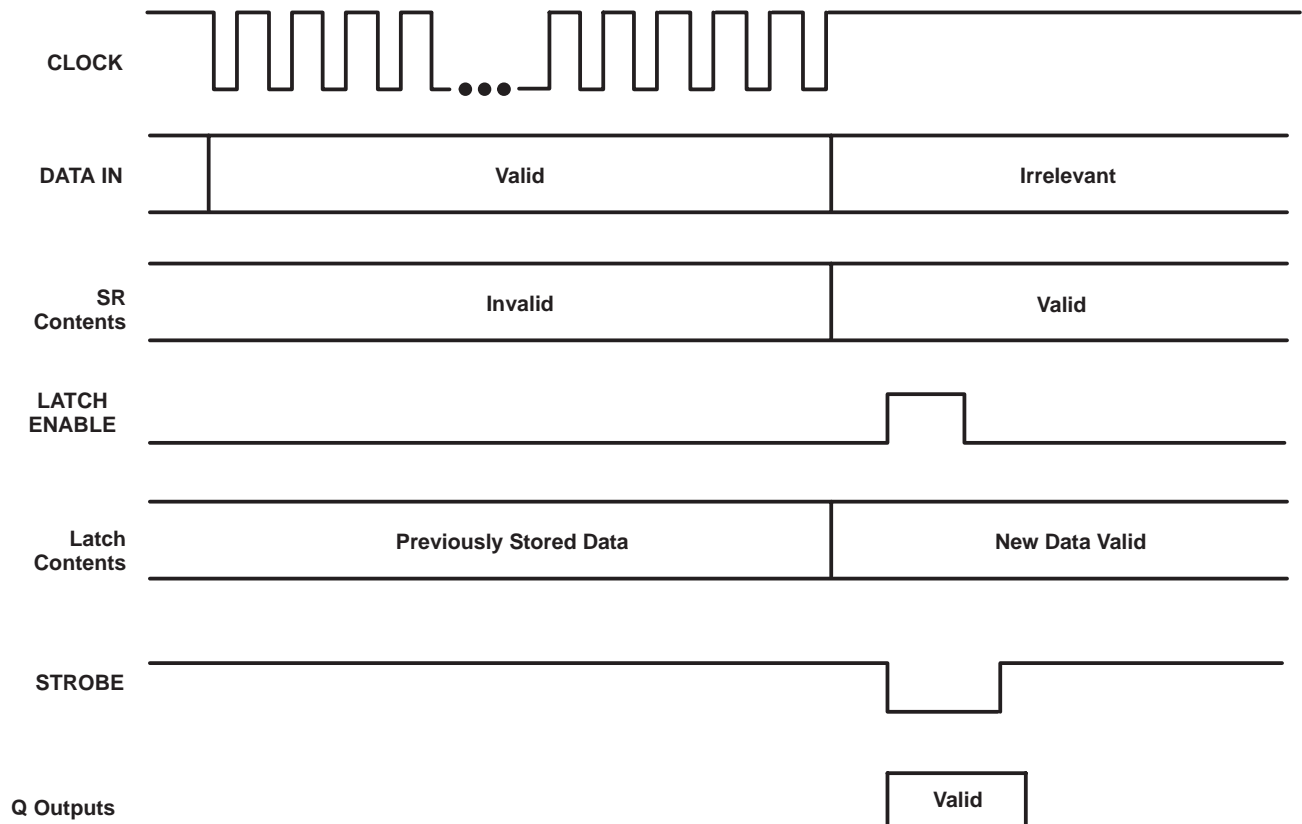 CLOCK
DATA IN
Valid
Irrelevant
SR
Contents
Invalid
Valid
LATCH
ENABLE
Latch
Contents
Previously Stored Data
New Data Valid
STROBE
Q Outputs
Valid